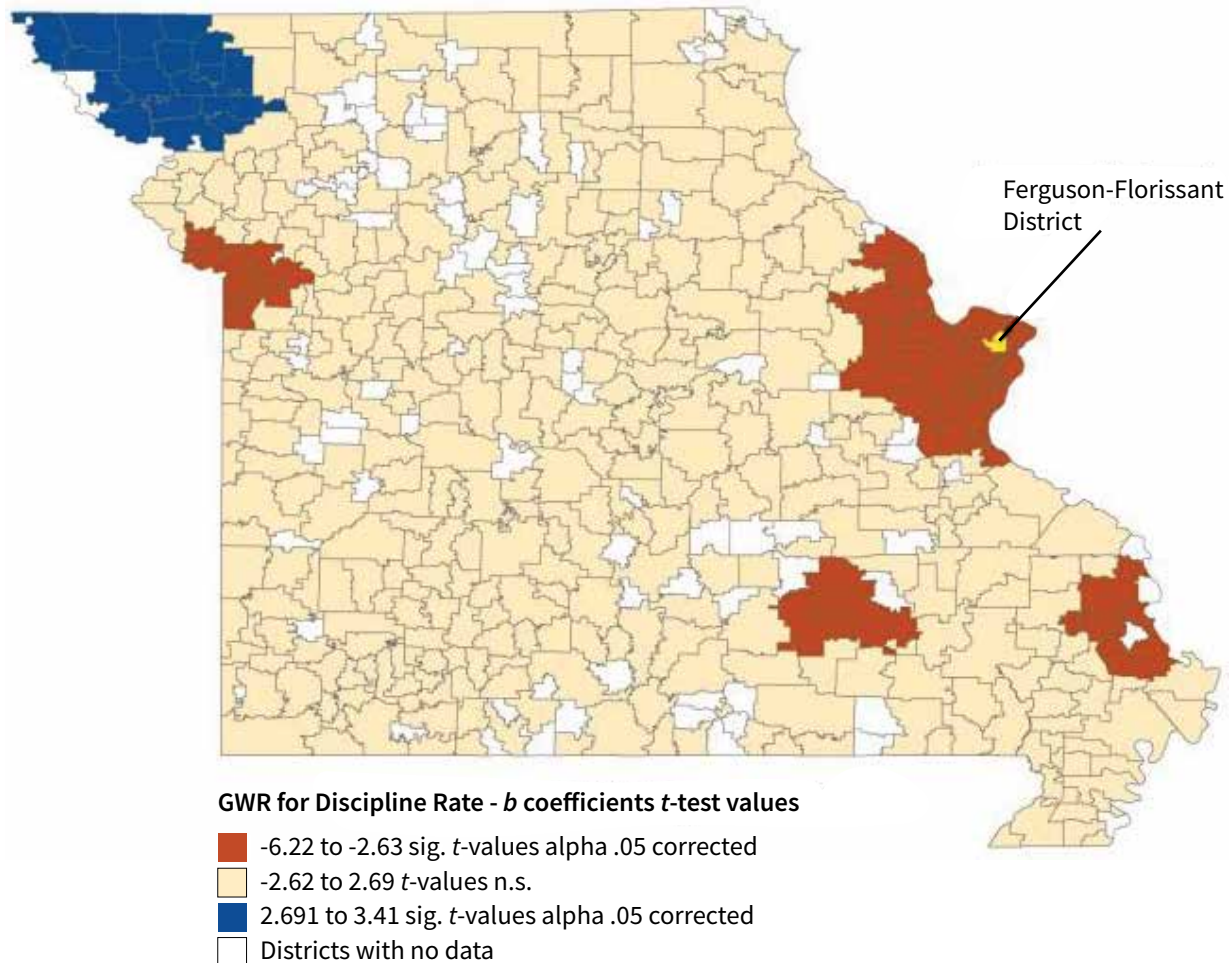 Ferguson-Florissant
District
GWR for Discipline Rate - b coefficients t-test values
-6.22 to -2.63 sig. t-values alpha .05 corrected
-2.62 to 2.69 t-values n.s.
2.691 to 3.41 sig. t-values alpha .05 corrected
Districts with no data